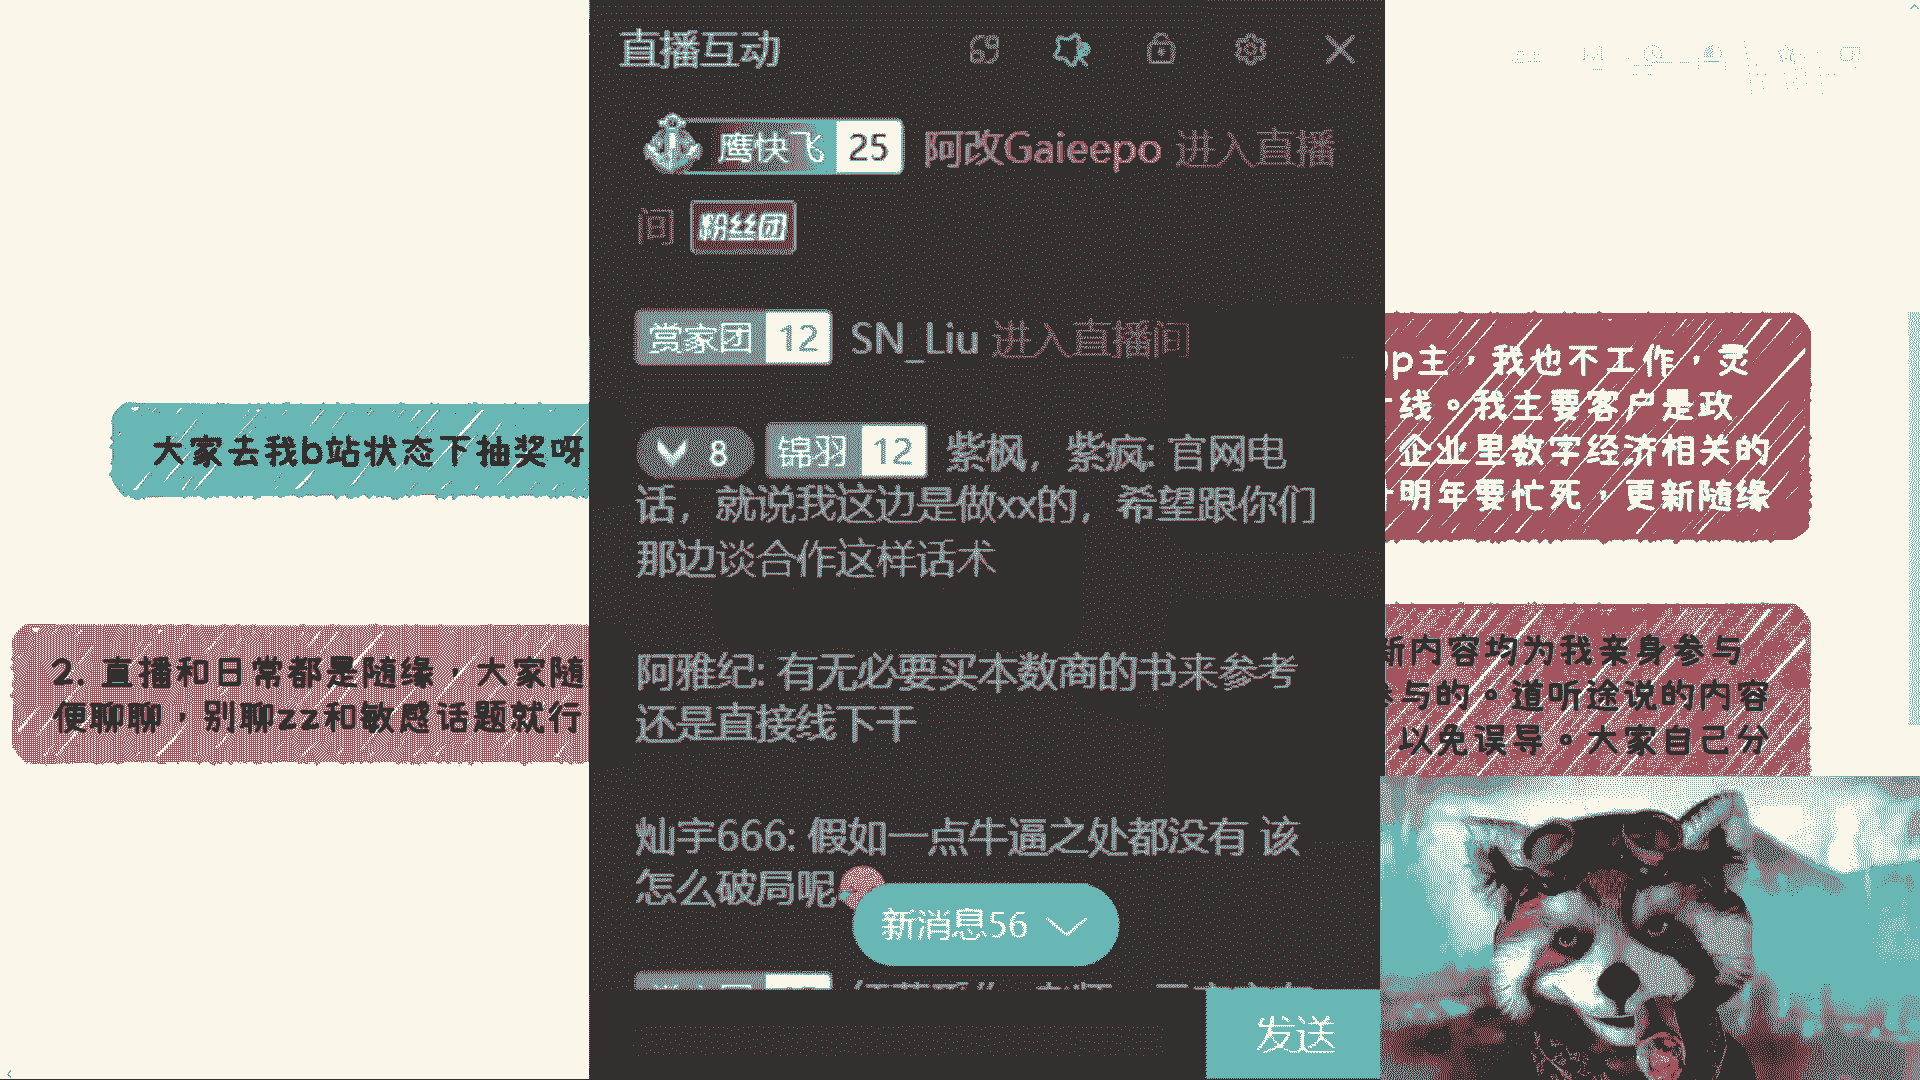 直播互动
鹰快飞 25 阿改Gaieepo 进入直播
间 粉丝团
赏家团 12 SN_Liu 进入直播间
8 锦羽 12 紫枫，紫疯: 官网电
话，就说我这边是做xx的，希望跟你们
那边谈合作这样话术
阿雅纪: 有无必要买本数商的书来参考
还是直接线下干
灿宇666: 假如一点牛逼之处都没有 该
怎么破局呢
新消息56
发送
大家去我b站状态下抽奖呀
2. 直播和日常都是随缘，大家随
便聊聊，别聊zz和敏感话题就行
up主，我也不工作，灵
线。我主要客户是政
企业里数字经济相关的
明年要忙死，更新随缘
新内容均为我亲身参与
参与的。道听途说的内容
以免误导。大家自己分